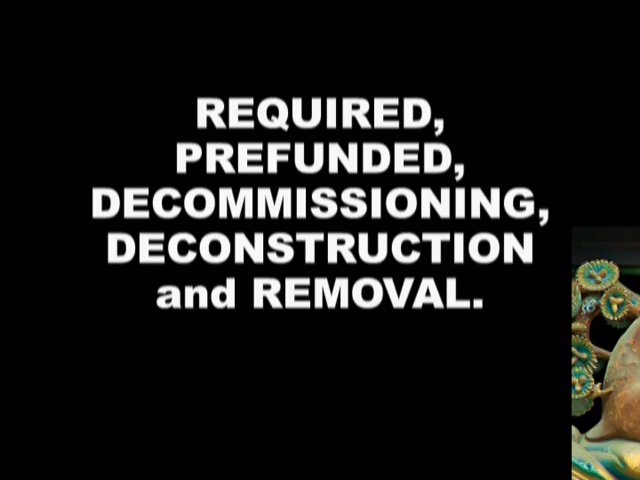 REQUIRED,
PREFUNDED,
DECOMMISSIONING,
DECONSTRUCTION
and REMOVAL.